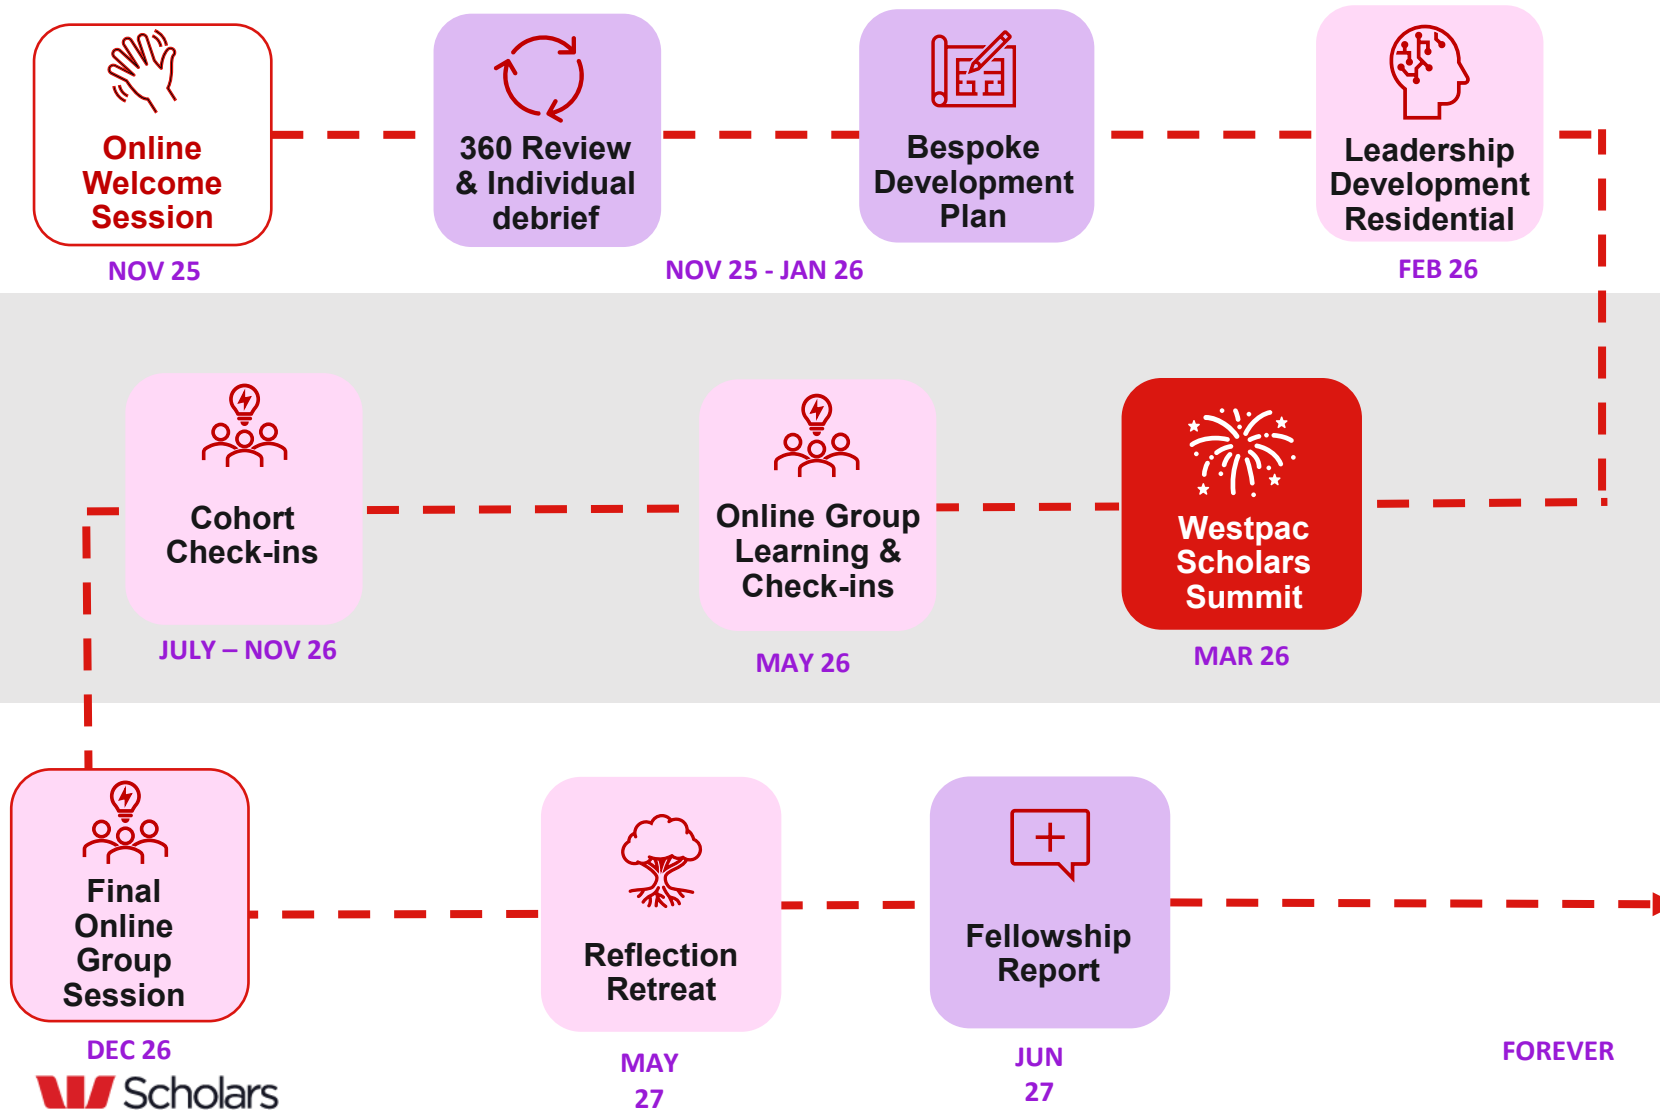 Online
Welcome
Session
NOV 25
360 Review
& Individual
debrief
Bespoke
Development
Plan
NOV 25 - JAN 26
Leadership
Development
Residential
FEB 26
Westpac
Scholars
Summit
MAR 26
Online Group
Learning &
Check-ins
MAY 26
Cohort
Check-ins
JULY – NOV 26
Final
Online
Group
Session
DEC 26
Reflection
Retreat
MAY
27
Fellowship
Report
JUN
27
FOREVER
Scholars